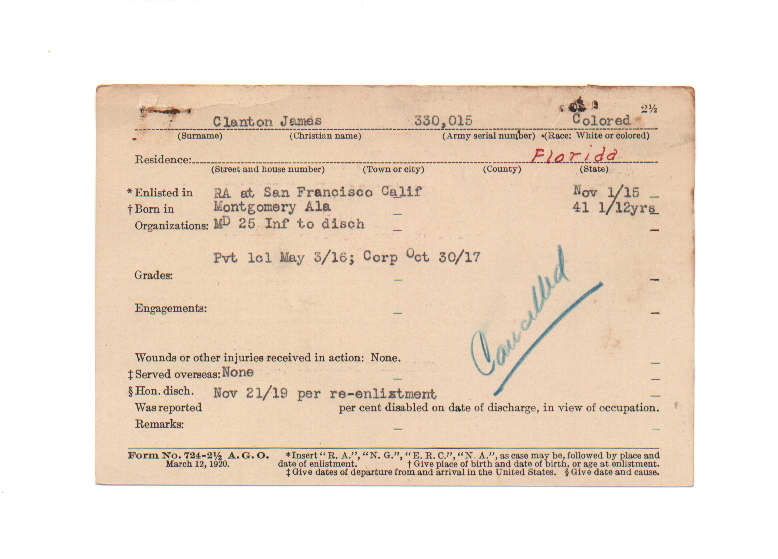 2½
Clanton James 330,015 Colored
(Surname) (Christian name) (Army serial number) (Race: White or colored)
Residence: Florida
(Street and house number) (Town or city) (County) (State)
* Enlisted in RA at San Francisco Calif Nov 1/15
† Born in Montgomery Ala 41 1/12yrs
Organizations: MD 25 Inf to disch
Pvt 1cl May 3/16; Corp Oct 30/17
Grades:
Engagements:
Cancelled
Wounds or other injuries received in action: None.
‡ Served overseas: None
§ Hon. disch. Nov 21/19 per re-enlistment
Was reported per cent disabled on date of discharge, in view of occupation.
Remarks:
Form No. 724-2½ A. G. O. *Insert "R. A.", "N. G.", "E. R. C.", "N. A.", as case may be, followed by place and
March 12, 1920. date of enlistment. † Give place of birth and date of birth, or age at enlistment.
‡ Give dates of departure from and arrival in the United States. § Give date and cause.